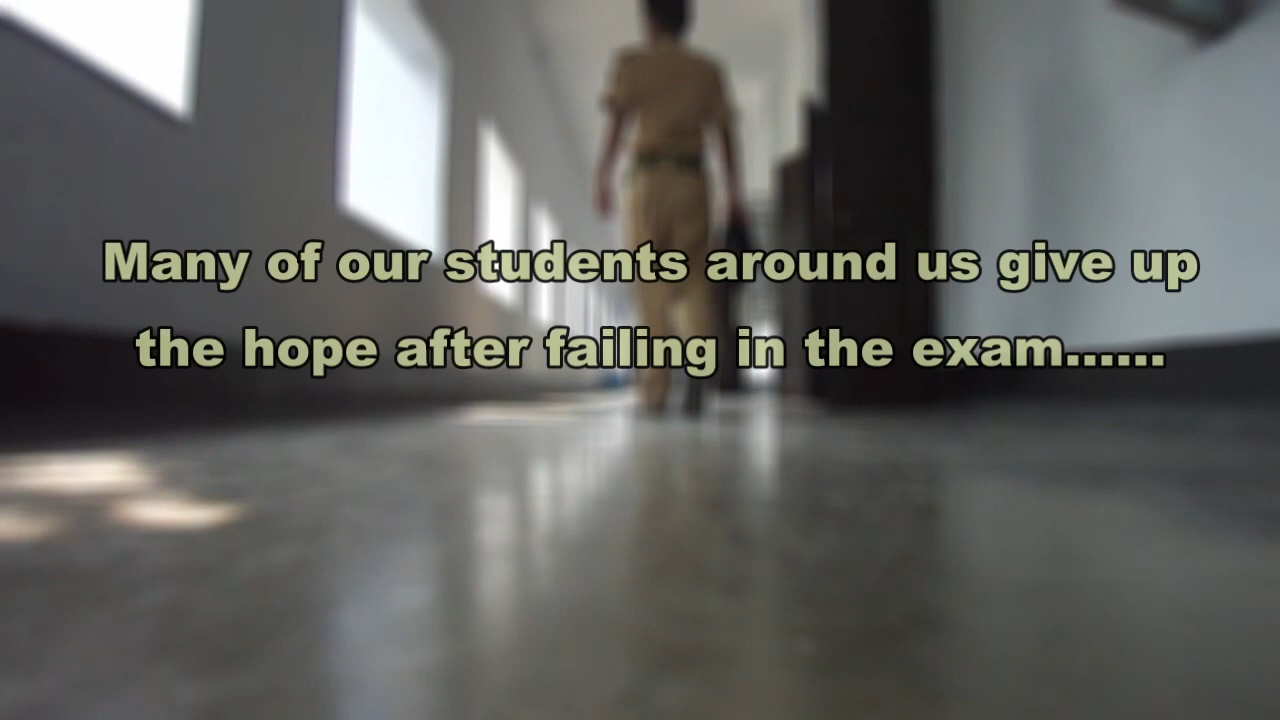 Many of our students around us give up
the hope after failing in the exam......